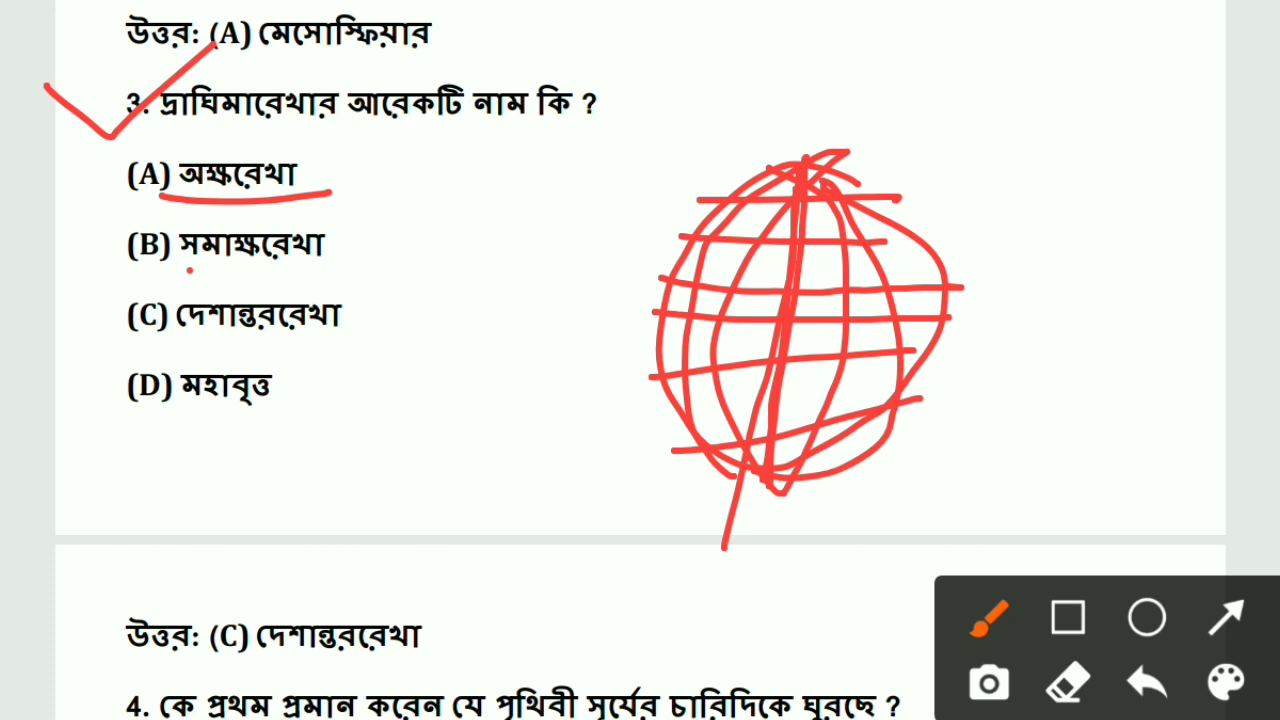 উত্তর: (A) মেসোস্ফিয়ার
3. দ্রাঘিমারেখার আরেকটি নাম কি ?
(A) অক্ষরেখা
(B) সমাক্ষরেখা
(C) দেশান্তররেখা
(D) মহাবৃত্ত
উত্তর: (C) দেশান্তররেখা
4. কে প্রথম প্রমান করেন যে পৃথিবী সূর্যের চারিদিকে ঘুরছে ?